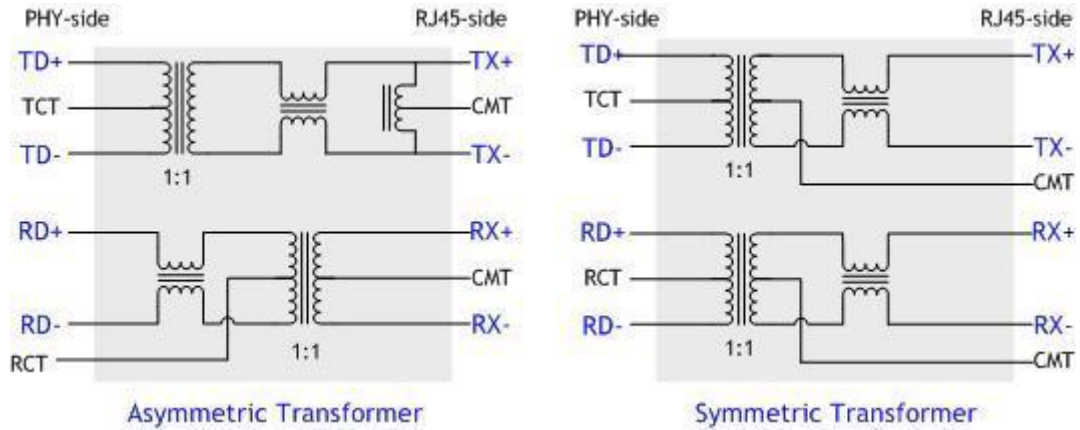 PHY-side RJ45-side
TD+ TX+
TCT CMT
TD- TX-
1:1
RD+ RX+
CMT
RD- RX-
RCT 1:1
Asymmetric Transformer
PHY-side RJ45-side
TD+ TX+
TCT
TD- TX-
1:1 CMT
RD+ RX+
RCT
RD- RX-
1:1 CMT
Symmetric Transformer